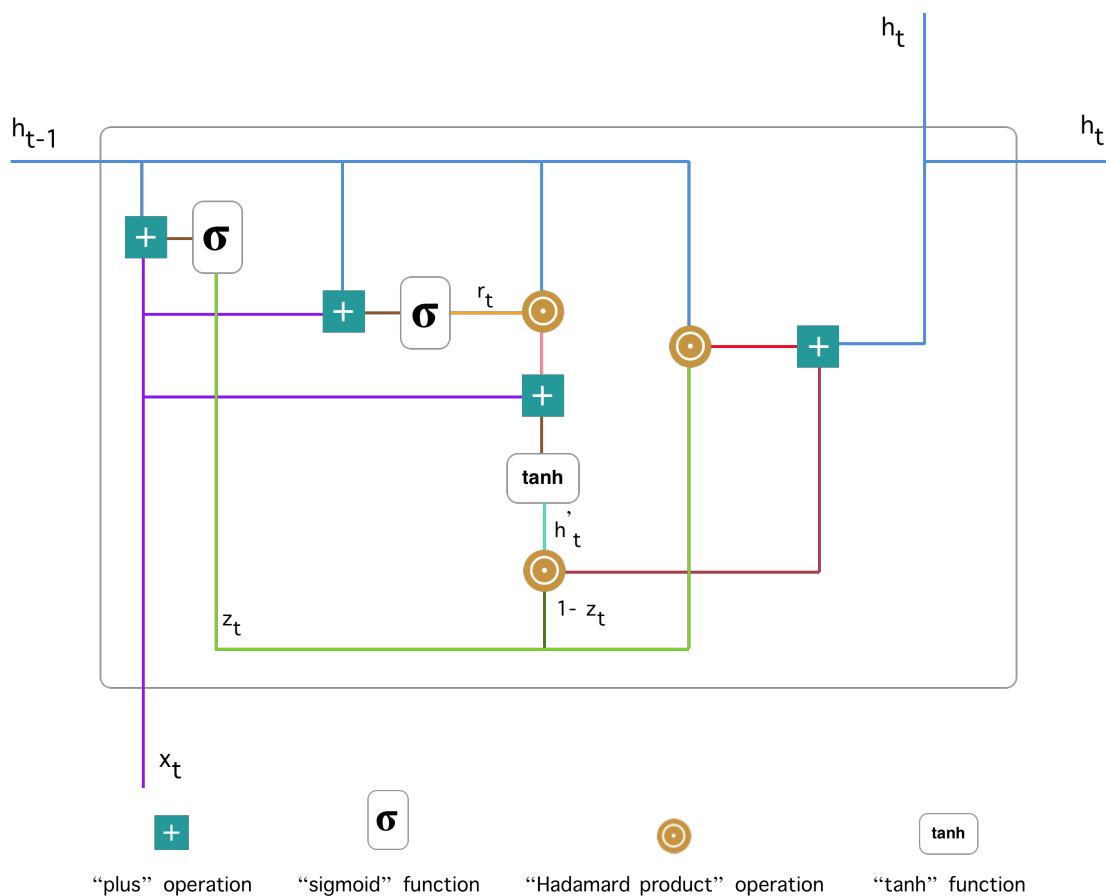 h_t
h_t-1
h_t
+
σ
r_t
+
σ
+
+
tanh
h'_t
1- z_t
z_t
x_t
+
σ
tanh
“plus” operation
“sigmoid” function
“Hadamard product” operation
“tanh” function